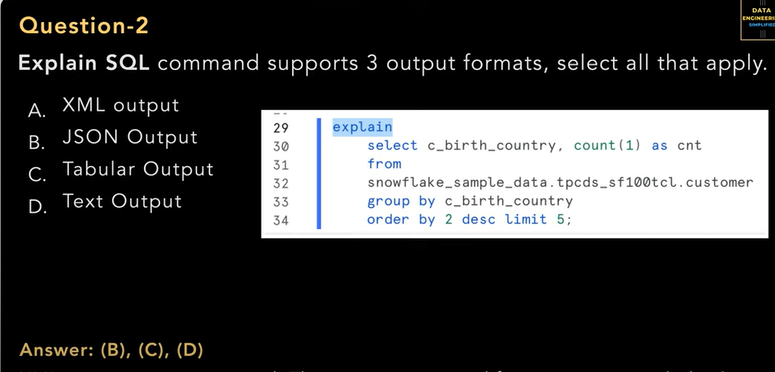 DATA
ENGINEERS
SIMPLIFIED
Question-2
Explain SQL command supports 3 output formats, select all that apply.
A. XML output
B. JSON Output
C. Tabular Output
D. Text Output
29 explain
30 select c_birth_country, count(1) as cnt
31 from
32 snowflake_sample_data.tpcds_sf100tcl.customer
33 group by c_birth_country
34 order by 2 desc limit 5;
Answer: (B), (C), (D)